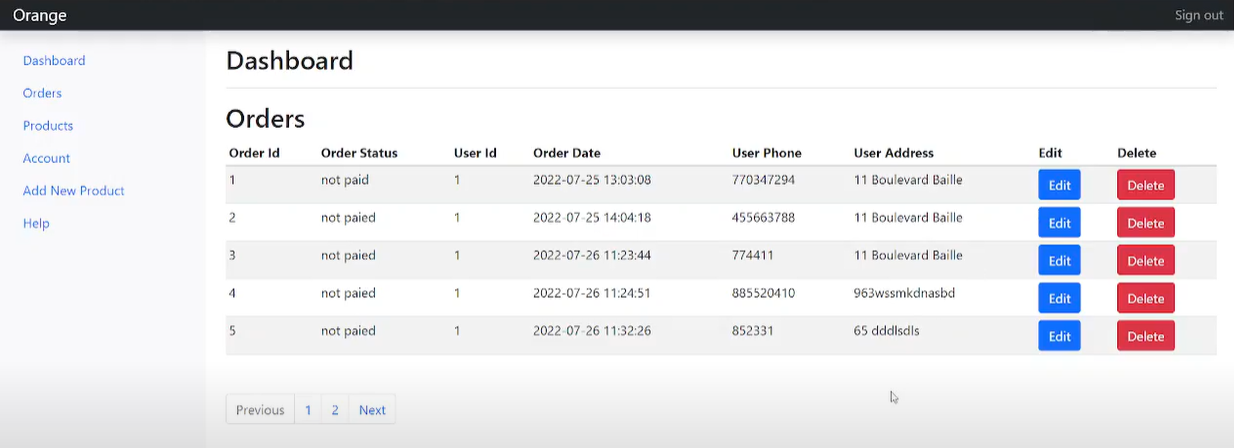 Orange Sign out
Dashboard
Orders
Products
Account
Add New Product
Help
Dashboard
Orders
Order Id Order Status User Id Order Date User Phone User Address Edit Delete
1 not paid 1 2022-07-25 13:03:08 770347294 11 Boulevard Baille Edit Delete
2 not paied 1 2022-07-25 14:04:18 455663788 11 Boulevard Baille Edit Delete
3 not paied 1 2022-07-26 11:23:44 774411 11 Boulevard Baille Edit Delete
4 not paied 1 2022-07-26 11:24:51 885520410 963wssmkdnasbd Edit Delete
5 not paied 1 2022-07-26 11:32:26 852331 65 dddlsdls Edit Delete
Previous 1 2 Next